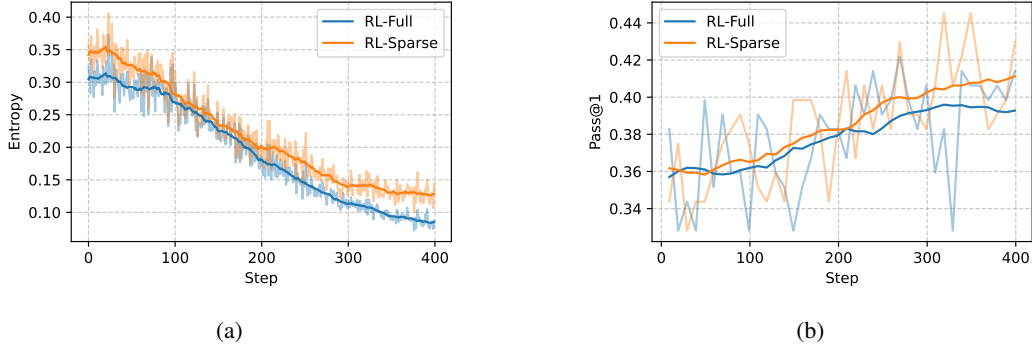 0.40
0.35
0.30
0.25
0.20
0.15
0.10
Entropy
0 100 200 300 400
Step
RL-Full
RL-Sparse
(a)
0.44
0.42
0.40
0.38
0.36
0.34
Pass@1
0 100 200 300 400
Step
RL-Full
RL-Sparse
(b)